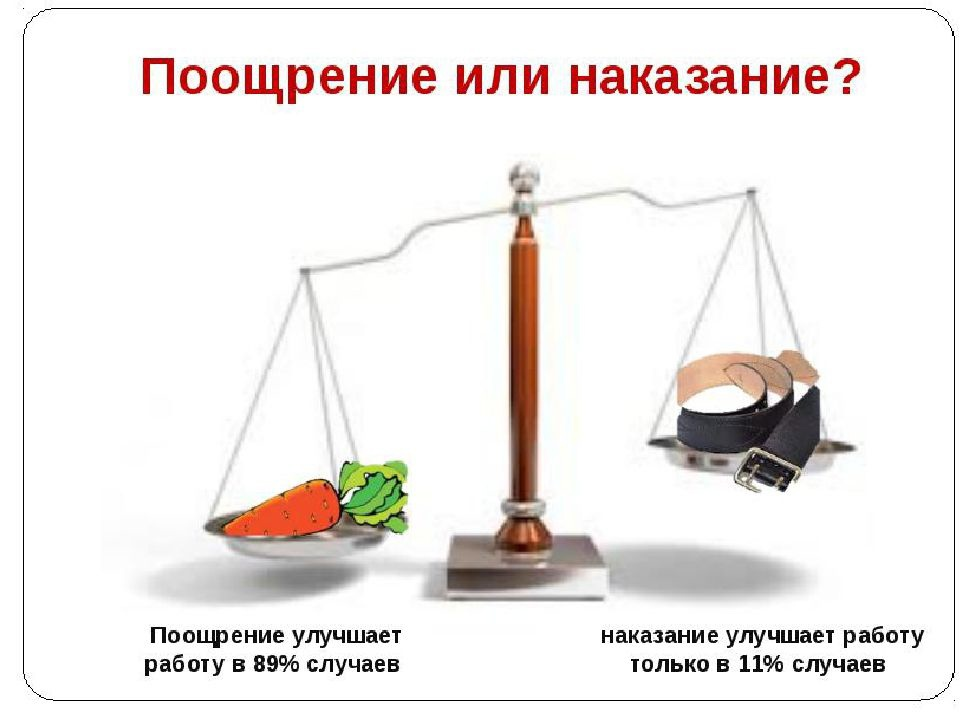 Поощрение или наказание?
Поощрение улучшает
работу в 89% случаев
наказание улучшает работу
только в 11% случаев